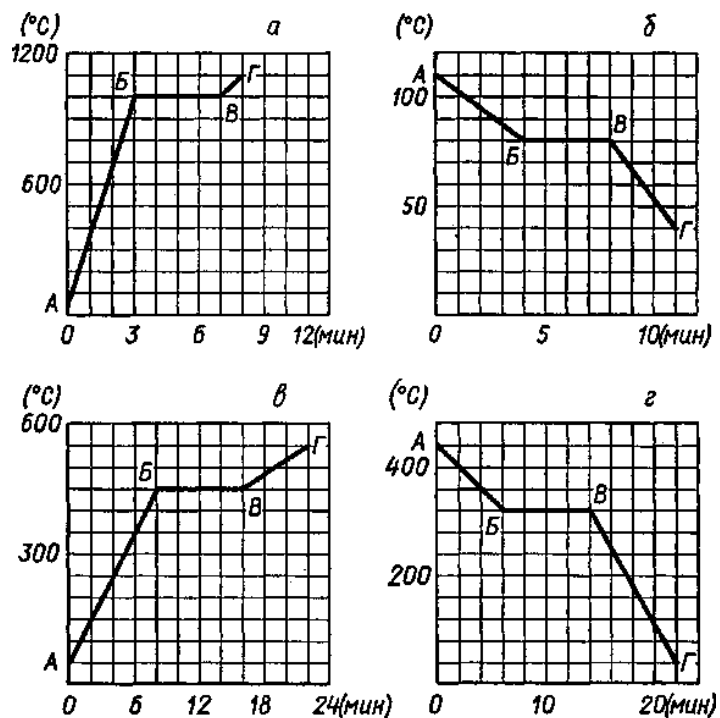 (°C) а
1200
600
0 3 6 9 12(мин)
А Б В Г
(°C) б
100
50
0 5 10(мин)
А Б В Г
(°C) в
600
300
0 6 12 18 24(мин)
А Б В Г
(°C) г
400
200
0 10 20(мин)
А Б В Г